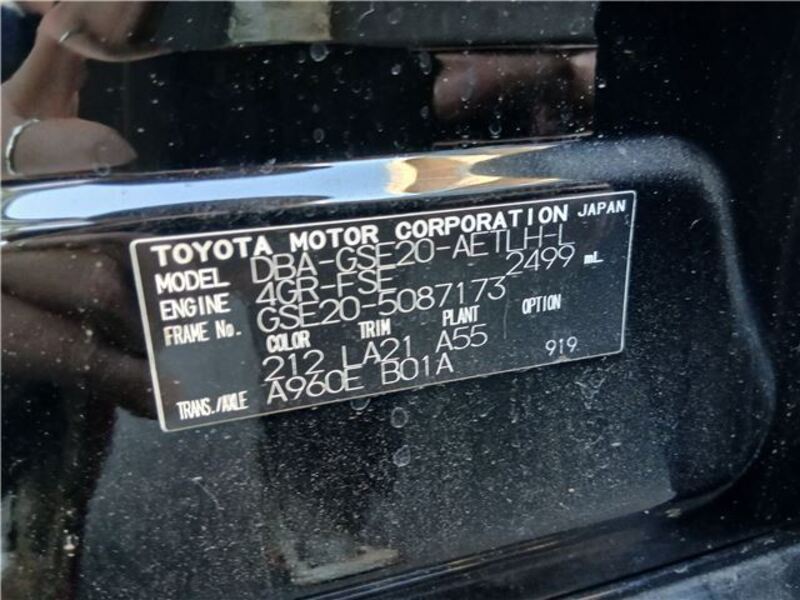 TOYOTA MOTOR CORPORATION JAPAN
MODEL DBA-GSE20-AETLH-L
ENGINE 4GR-FSE 2499 mL
FRAME No. GSE20-5087173
COLOR TRIM PLANT OPTION
212 LA21 A55
TRANS./AXLE A960E B01A 919